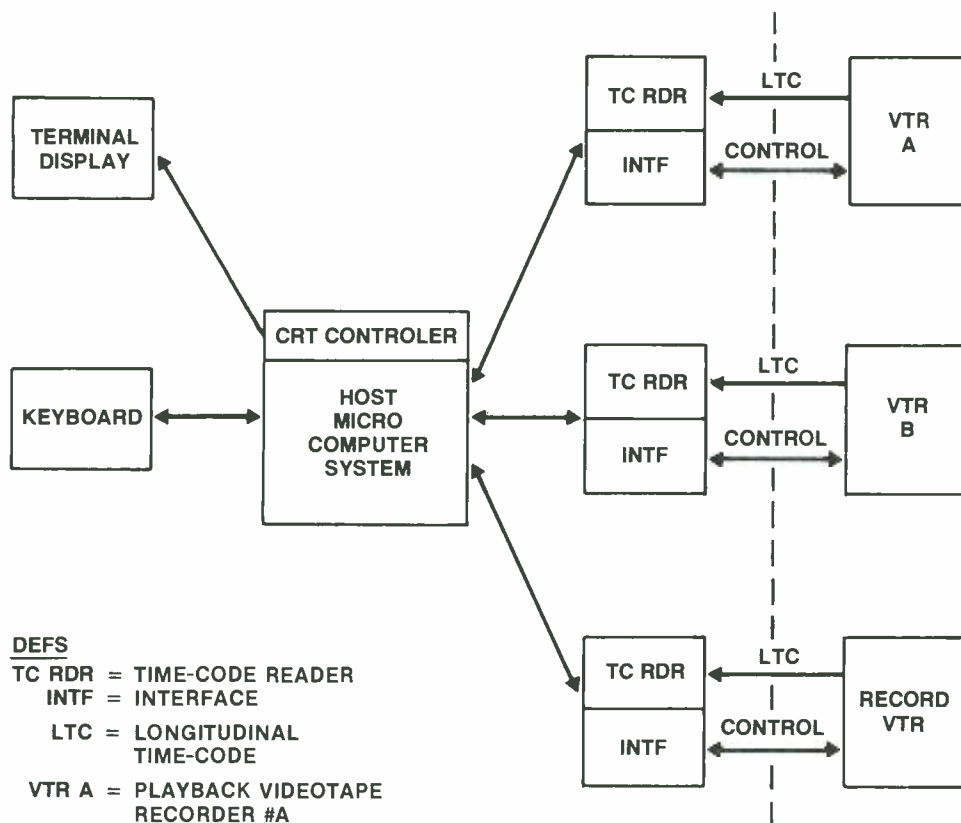 TERMINAL
DISPLAY
KEYBOARD
CRT CONTROLER
HOST
MICRO
COMPUTER
SYSTEM
TC RDR
INTF
LTC
CONTROL
VTR
A
TC RDR
INTF
LTC
CONTROL
VTR
B
TC RDR
INTF
LTC
CONTROL
RECORD
VTR
DEFS
TC RDR = TIME-CODE READER
INTF = INTERFACE
LTC = LONGITUDINAL
TIME-CODE
VTR A = PLAYBACK VIDEOTAPE
RECORDER #A